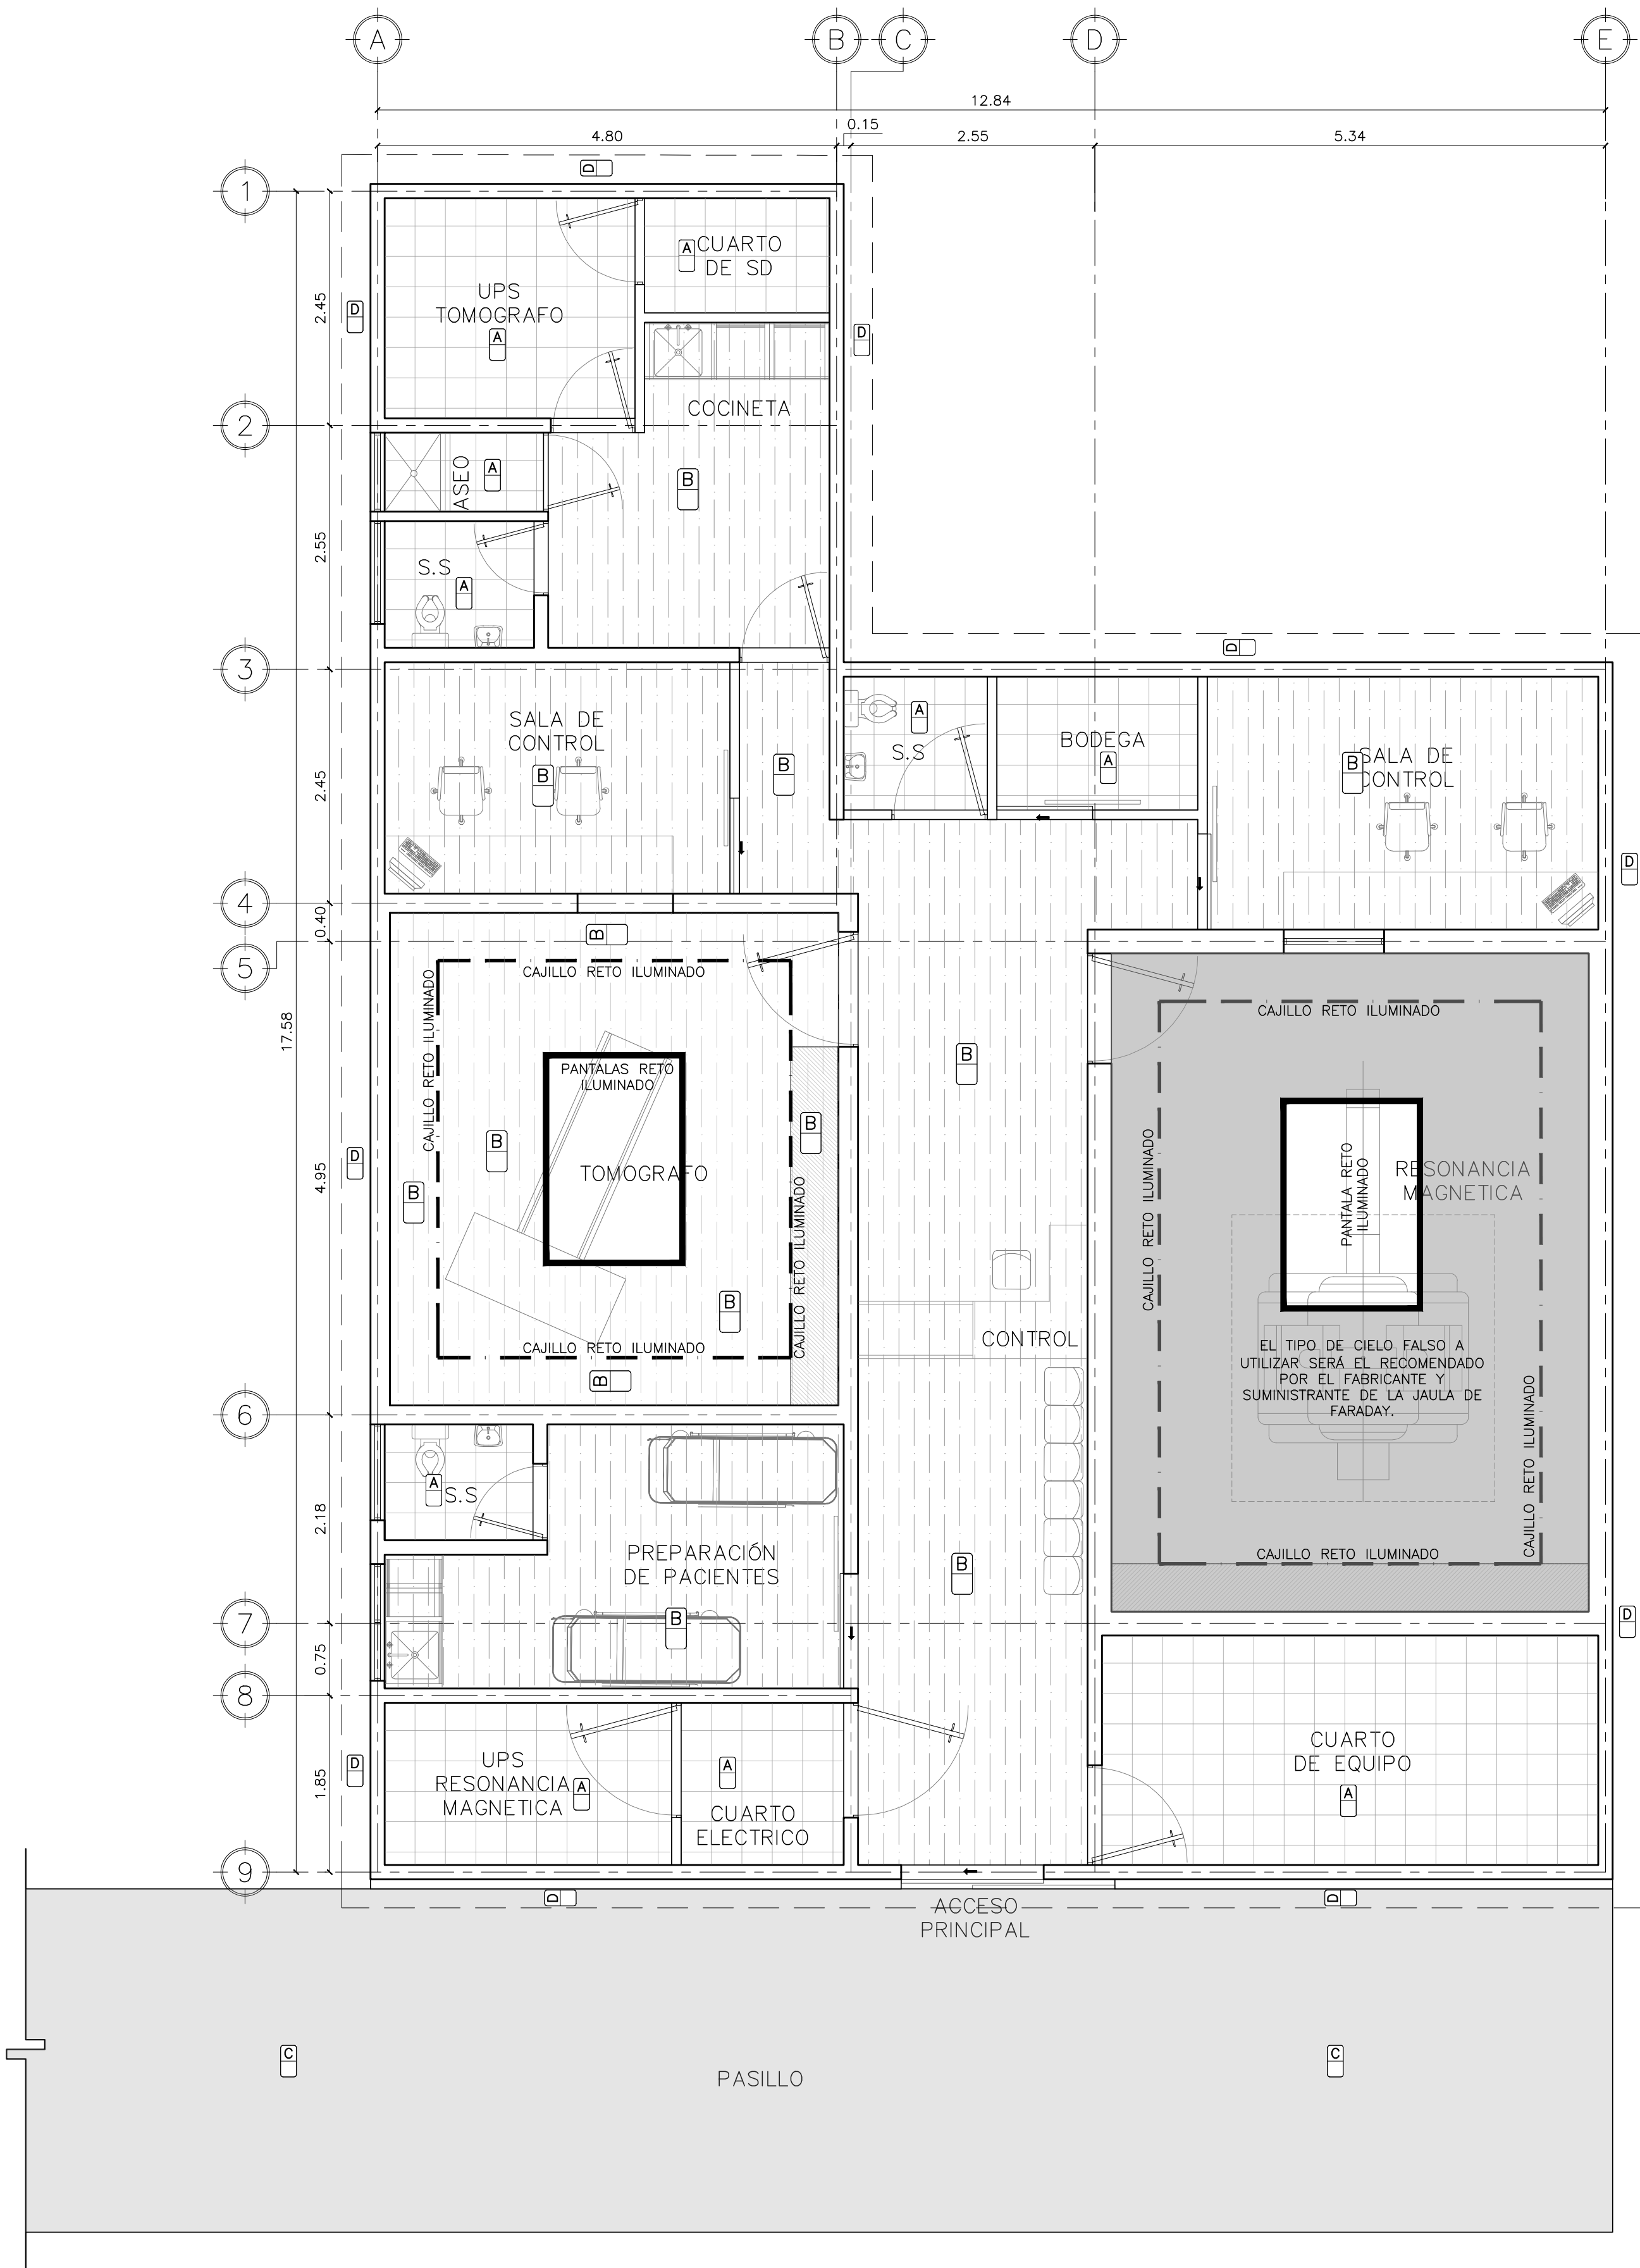 A
B
C
D
E
12.84
4.80
0.15
2.55
5.34
1
2
3
4
5
6
7
8
9
17.58
2.45
2.55
2.45
0.40
4.95
2.18
0.75
1.85
D
D
D
UPS
TOMOGRAFO
A
A
CUARTO
DE SD
COCINETA
ASEO
A
B
S.S
A
D
SALA DE
CONTROL
B
B
A
S.S
BODEGA
A
B
SALA DE
CONTROL
D
B
CAJILLO RETO ILUMINADO
CAJILLO RETO ILUMINADO
PANTALAS RETO
ILUMINADO
B
B
B
TOMOGRAFO
CAJILLO RETO ILUMINADO
B
CAJILLO RETO ILUMINADO
B
D
B
CONTROL
CAJILLO RETO ILUMINADO
CAJILLO RETO ILUMINADO
PANTALA RETO
ILUMINADO
RESONANCIA
MAGNETICA
EL TIPO DE CIELO FALSO A
UTILIZAR SERÁ EL RECOMENDADO
POR EL FABRICANTE Y
SUMINISTRANTE DE LA JAULA DE
FARADAY.
CAJILLO RETO ILUMINADO
CAJILLO RETO ILUMINADO
A
S.S
PREPARACIÓN
DE PACIENTES
B
B
D
D
UPS
RESONANCIA
MAGNETICA
A
A
CUARTO
ELECTRICO
CUARTO
DE EQUIPO
A
D
D
ACCESO
PRINCIPAL
C
C
PASILLO